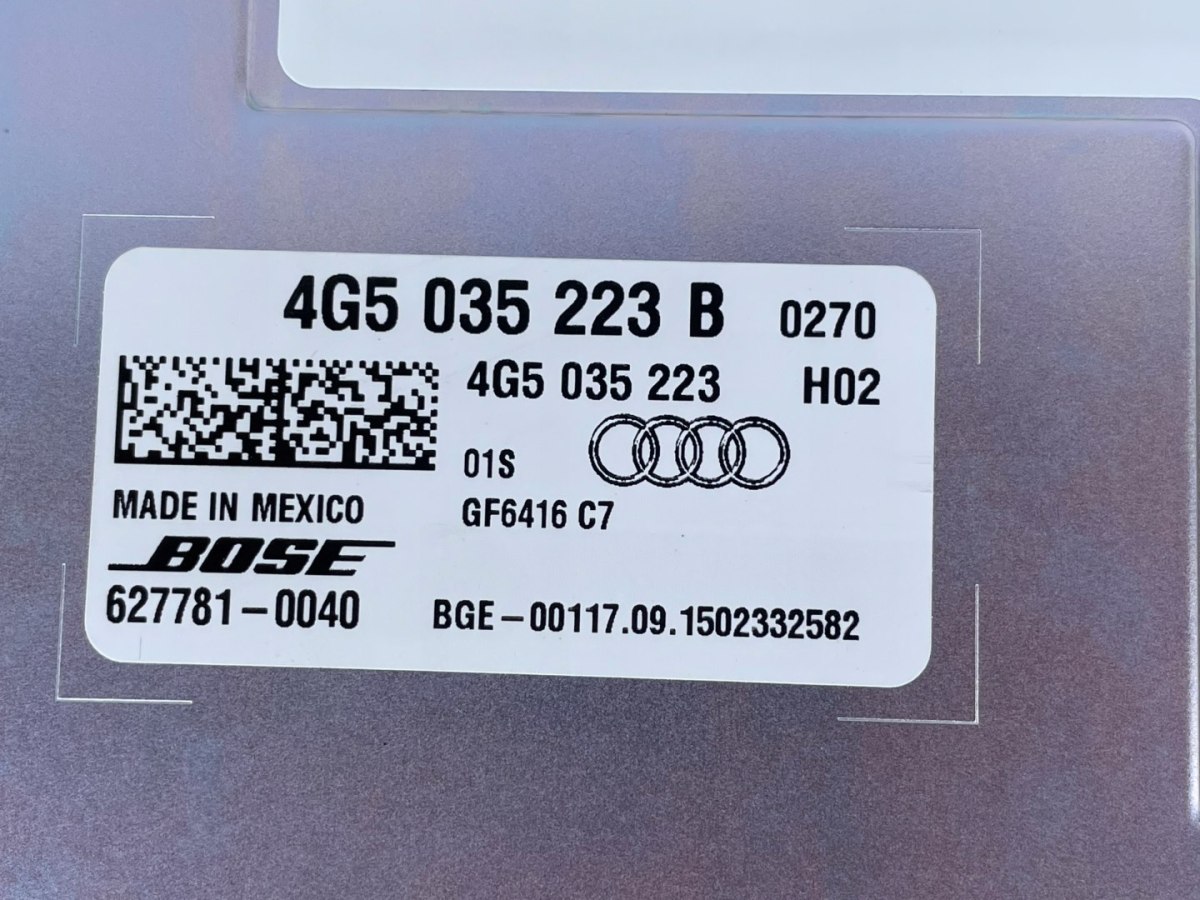 4G5 035 223 B 0270
4G5 035 223 H02
01S
GF6416 C7
MADE IN MEXICO
BOSE
627781-0040
BGE-00117.09.1502332582